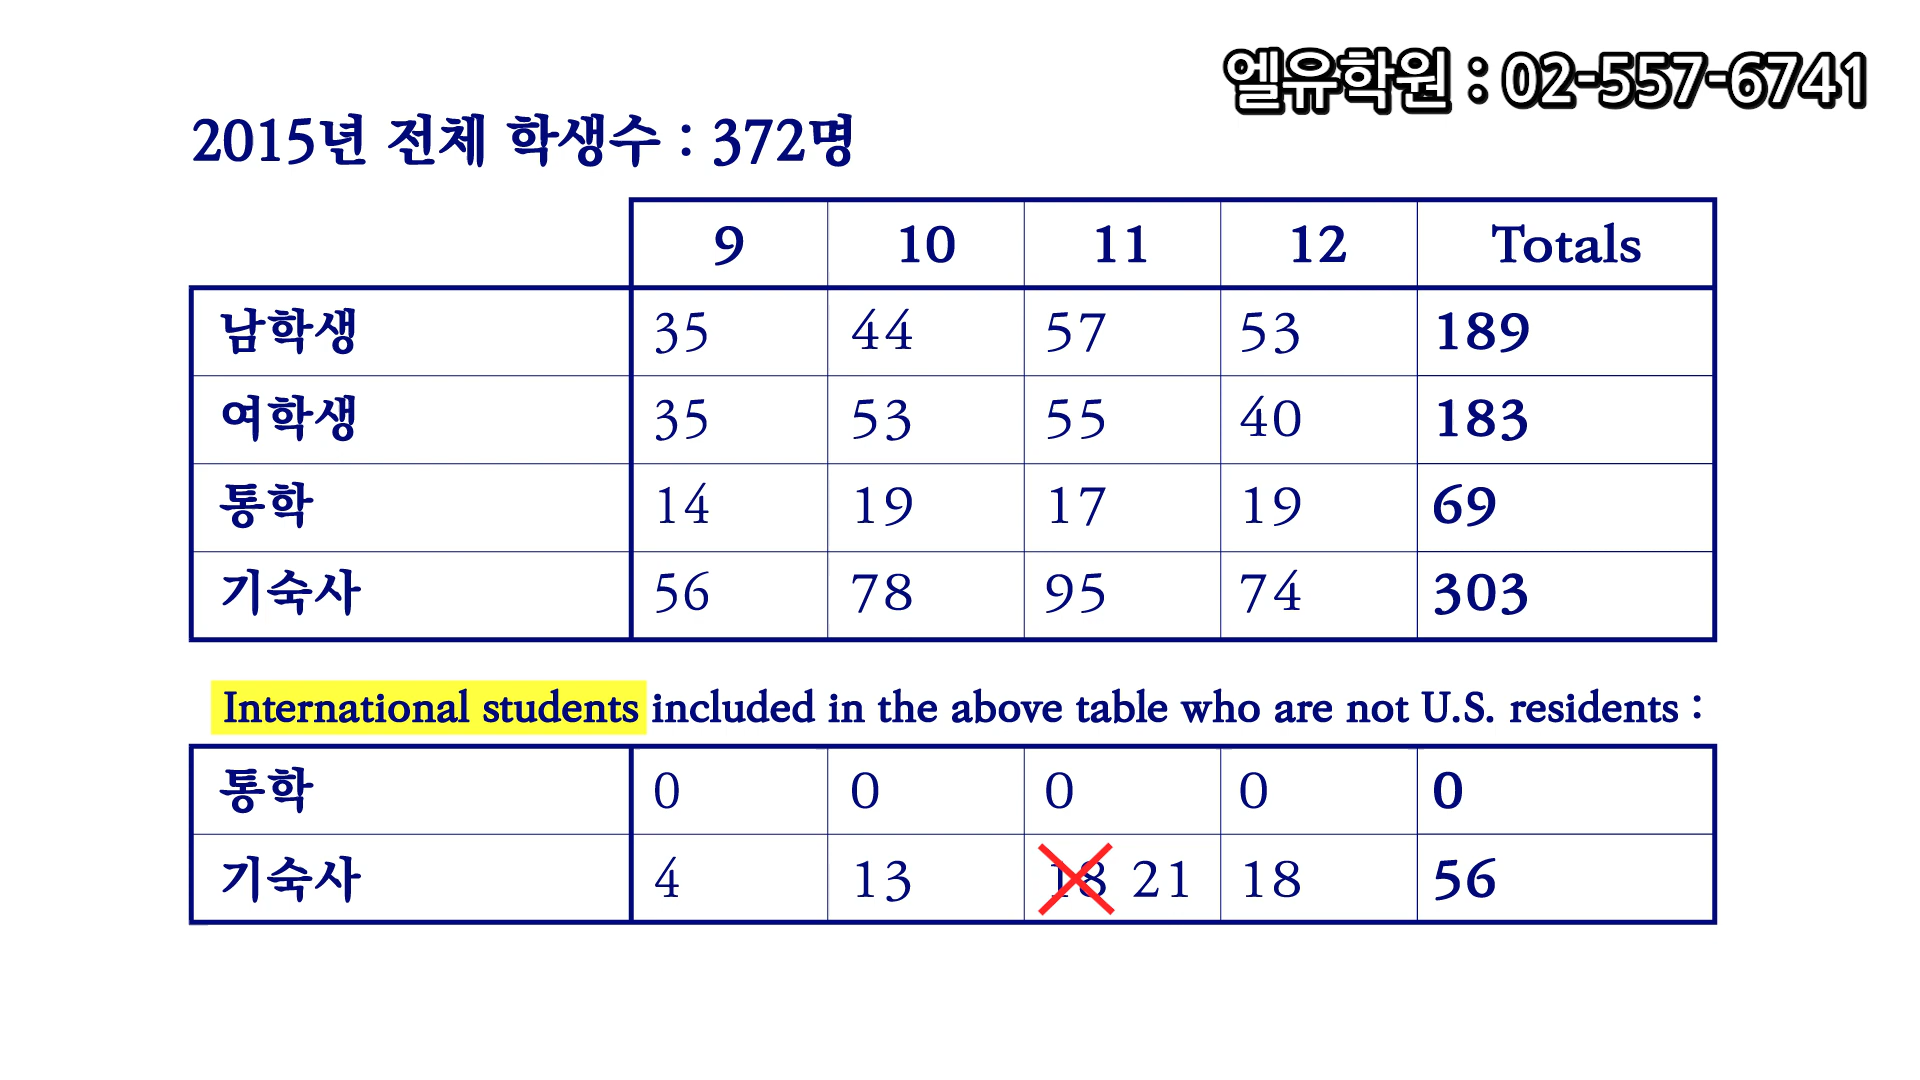 엘유학원 : 02-557-6741
2015년 전체 학생수 : 372명
9 10 11 12 Totals
남학생 35 44 57 53 189
여학생 35 53 55 40 183
통학 14 19 17 19 69
기숙사 56 78 95 74 303
International students included in the above table who are not U.S. residents :
통학 0 0 0 0 0
기숙사 4 13 18 21 18 56